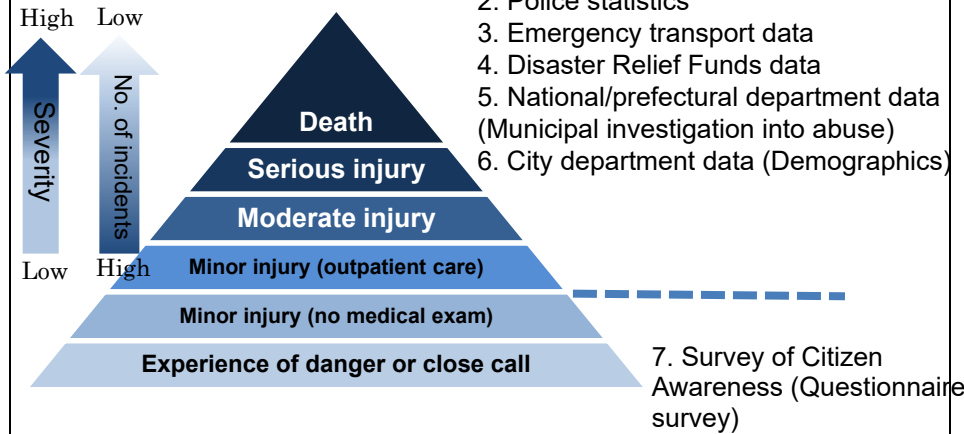 2. Police statistics
3. Emergency transport data
4. Disaster Relief Funds data
5. National/prefectural department data
(Municipal investigation into abuse)
6. City department data (Demographics)
High
Low
Severity
No. of incidents
Low
High
Death
Serious injury
Moderate injury
Minor injury (outpatient care)
Minor injury (no medical exam)
Experience of danger or close call
7. Survey of Citizen
Awareness (Questionnaire
survey)